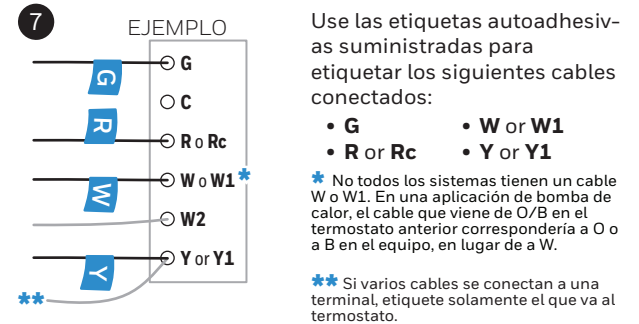 7
EJEMPLO
G
G
C
R
R o Rc
W
W o W1 *
W2
Y
Y or Y1
**
Use las etiquetas autoadhesiv-
as suministradas para
etiquetar los siguientes cables
conectados:
• G • W or W1
• R or Rc • Y or Y1
* No todos los sistemas tienen un cable
W o W1. En una aplicación de bomba de
calor, el cable que viene de O/B en el
termostato anterior correspondería a O o
a B en el equipo, en lugar de a W.
** Si varios cables se conectan a una
terminal, etiquete solamente el que va al
termostato.